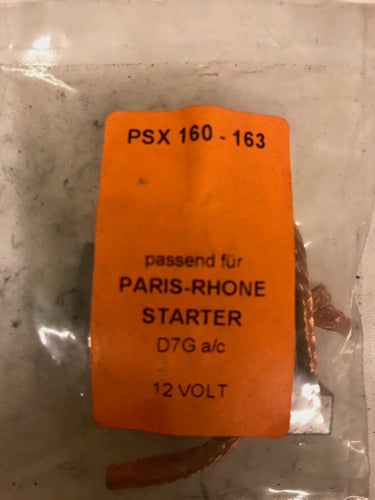 PSX 160 - 163
passend für
PARIS-RHONE
STARTER
D7G a/c
12 VOLT